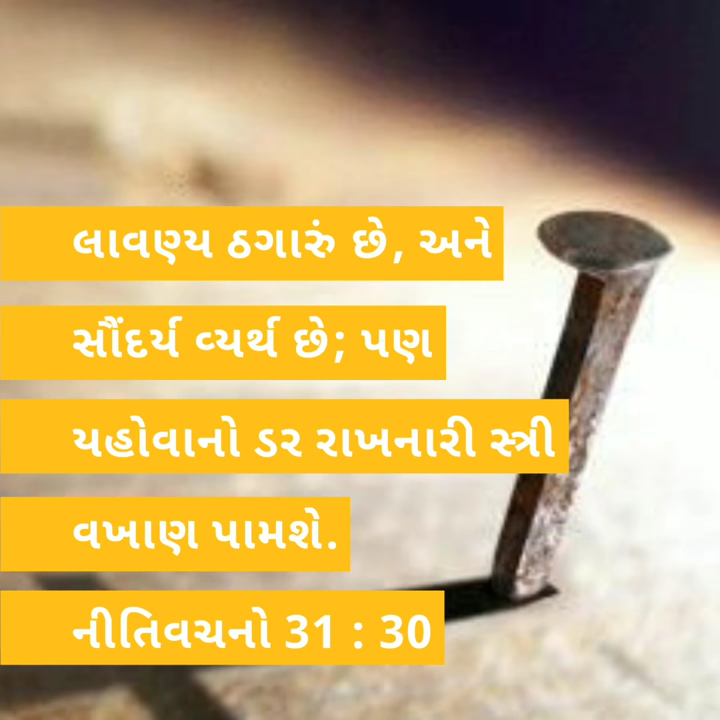 લાવણ્ય ઠગારું છે, અને
સૌંદર્ય વ્યર્થ છે; પણ
યહોવાનો ડર રાખનારી સ્ત્રી
વખાણ પામશે.
નીતિવચનો 31 : 30